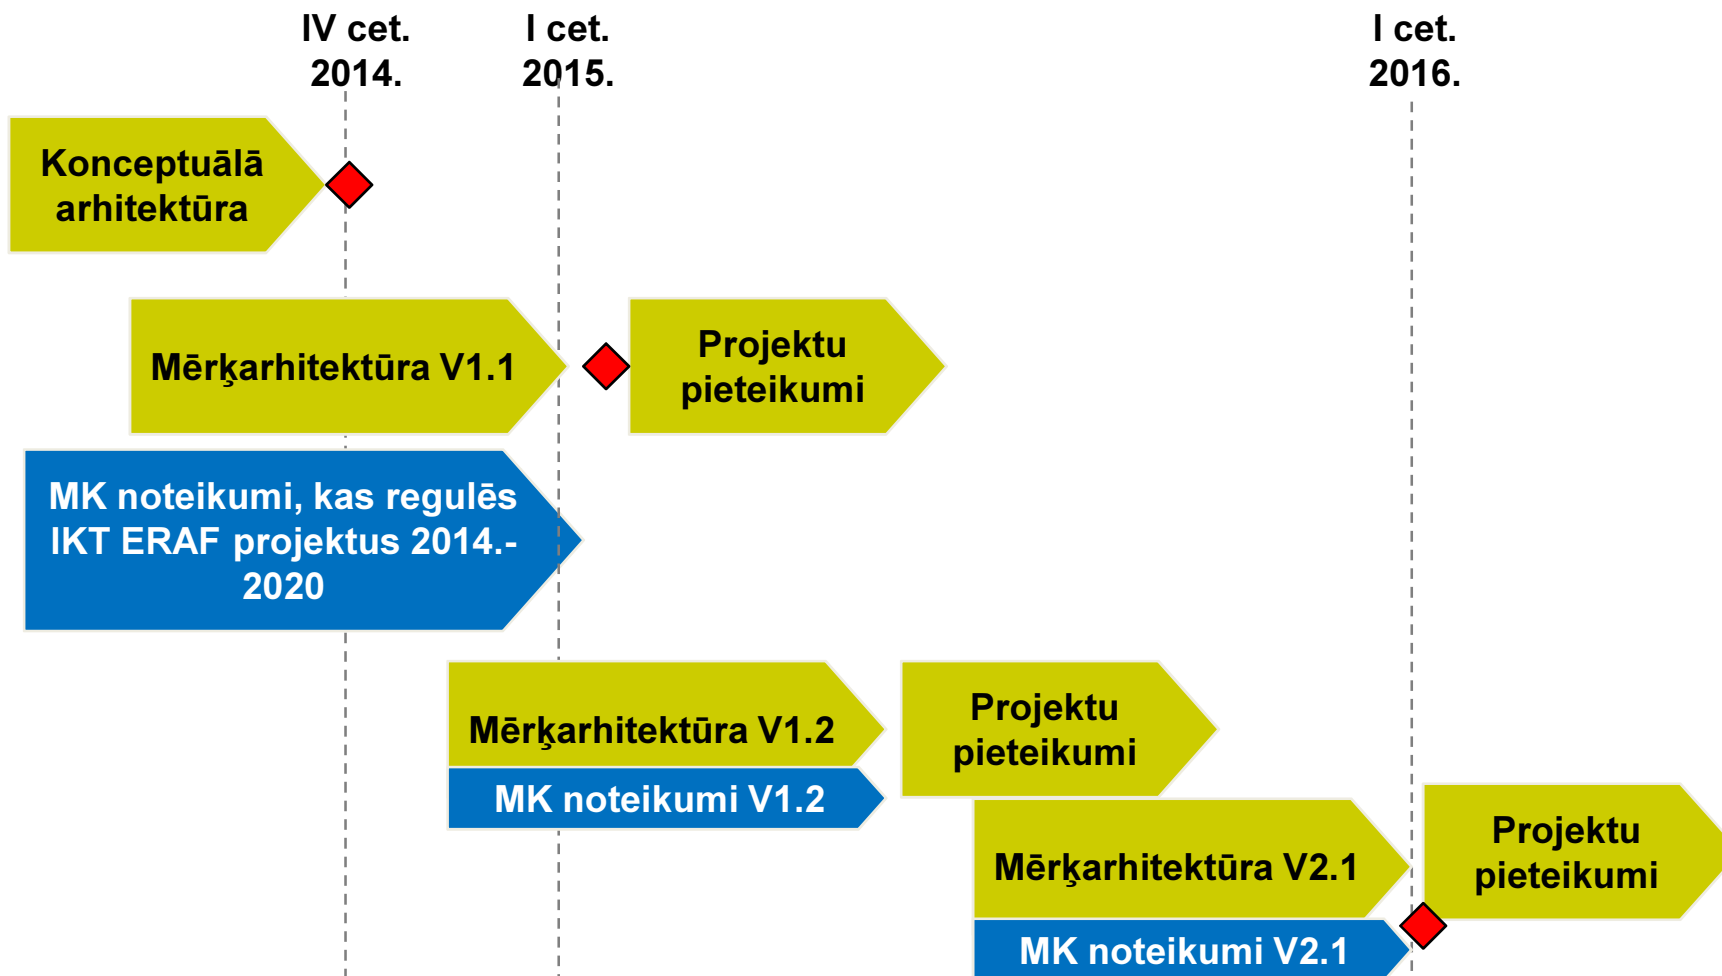 IV cet.
2014.
I cet.
2015.
I cet.
2016.
Konceptuālā
arhitektūra
Mērķarhitektūra V1.1
Projektu
pieteikumi
MK noteikumi, kas regulēs
IKT ERAF projektus 2014.-
2020
Mērķarhitektūra V1.2
MK noteikumi V1.2
Projektu
pieteikumi
Mērķarhitektūra V2.1
MK noteikumi V2.1
Projektu
pieteikumi